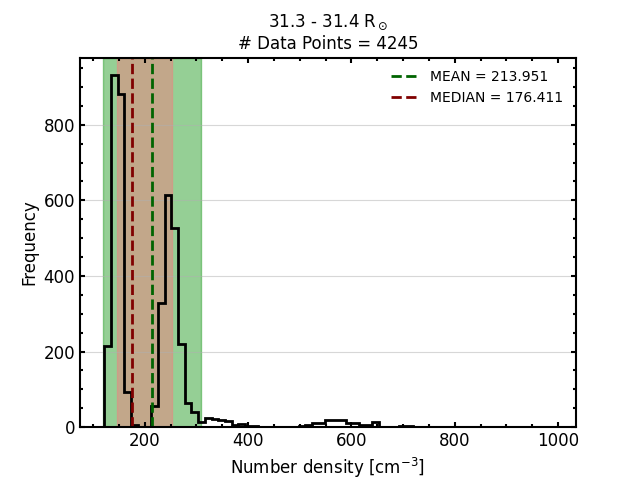 31.3 - 31.4 R☉
# Data Points = 4245
MEAN = 213.951
MEDIAN = 176.411
Frequency
800
600
400
200
0
200 400 600 800 1000
Number density [cm⁻³]